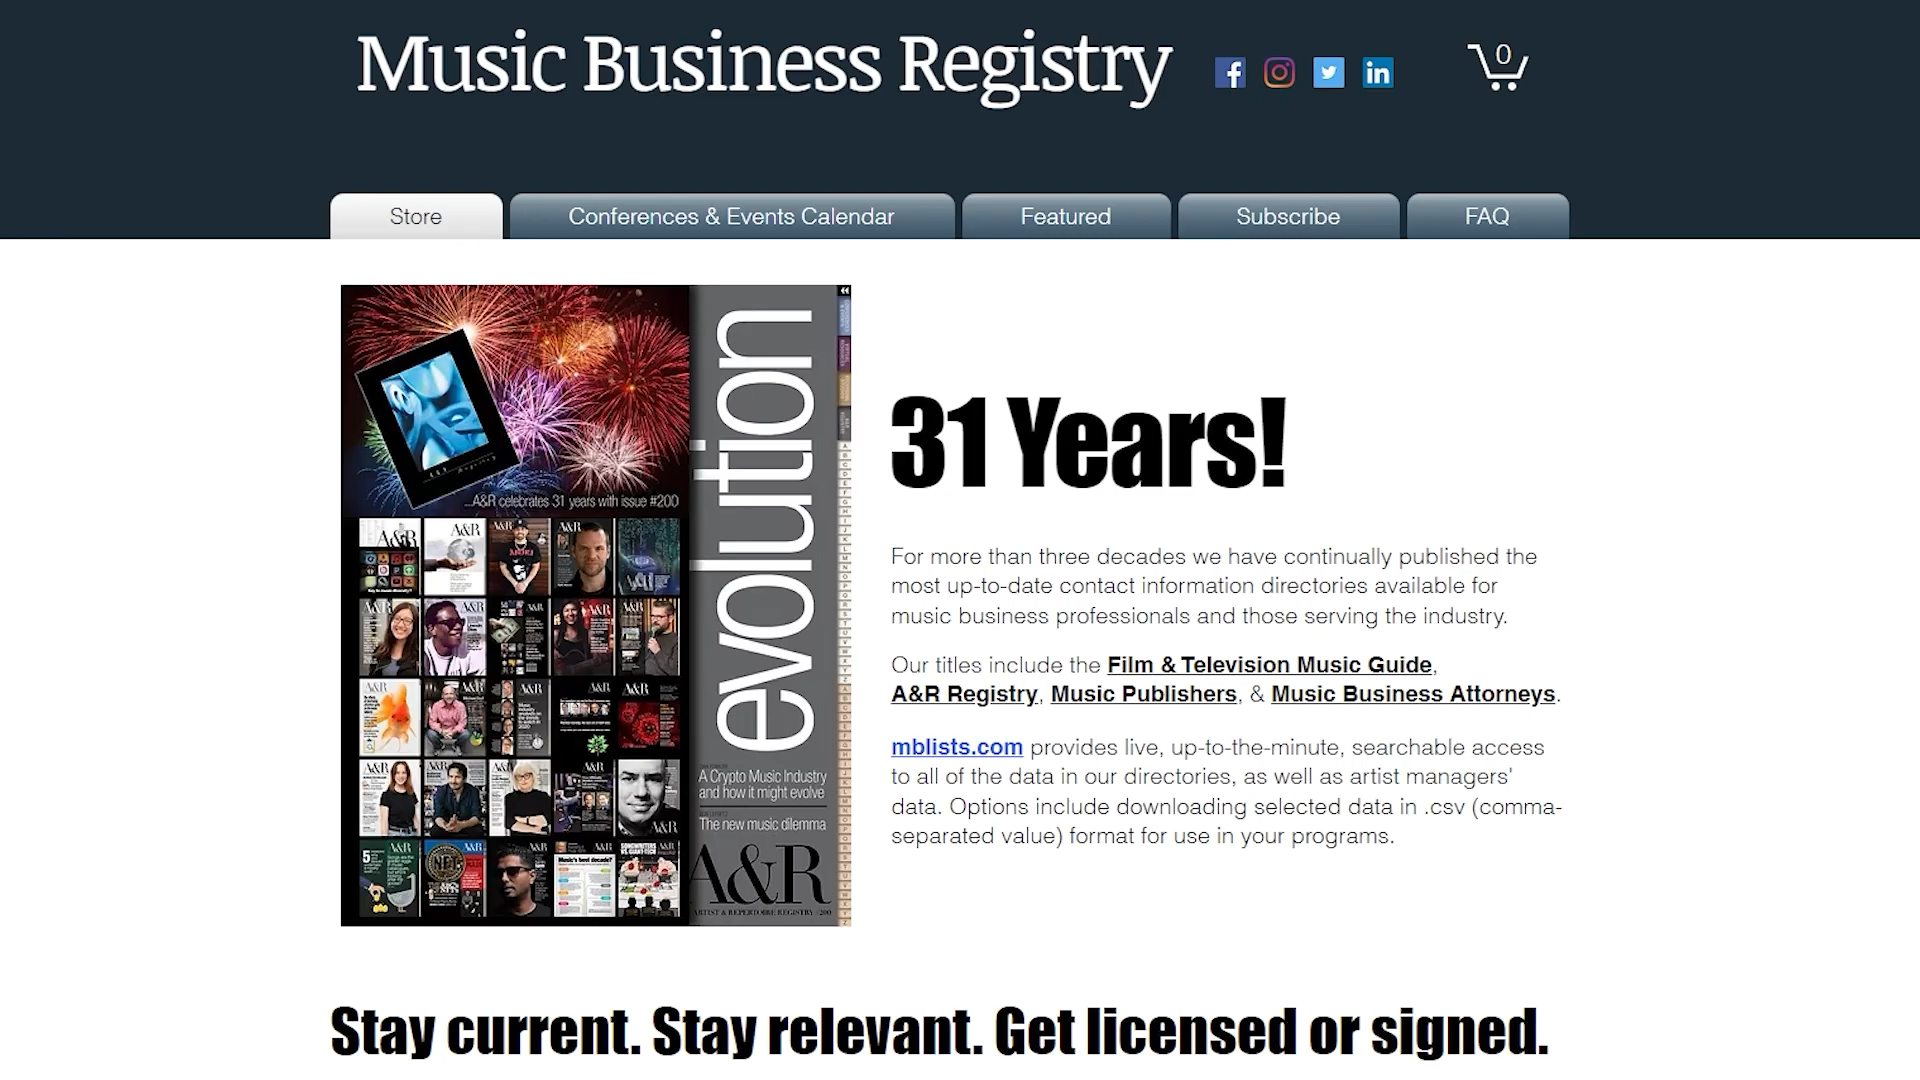 Music Business Registry
0
Store
Conferences & Events Calendar
Featured
Subscribe
FAQ
...A&R celebrates 31 years with issue #200
evolution
A Crypto Music Industry
and how it might evolve
The new music dilemma
A&R
ARTIST & REPERTOIRE REGISTRY #200
31 Years!
For more than three decades we have continually published the
most up-to-date contact information directories available for
music business professionals and those serving the industry.
Our titles include the Film & Television Music Guide,
A&R Registry, Music Publishers, & Music Business Attorneys.
mblists.com provides live, up-to-the-minute, searchable access
to all of the data in our directories, as well as artist managers'
data. Options include downloading selected data in .csv (comma-
separated value) format for use in your programs.
Stay current. Stay relevant. Get licensed or signed.